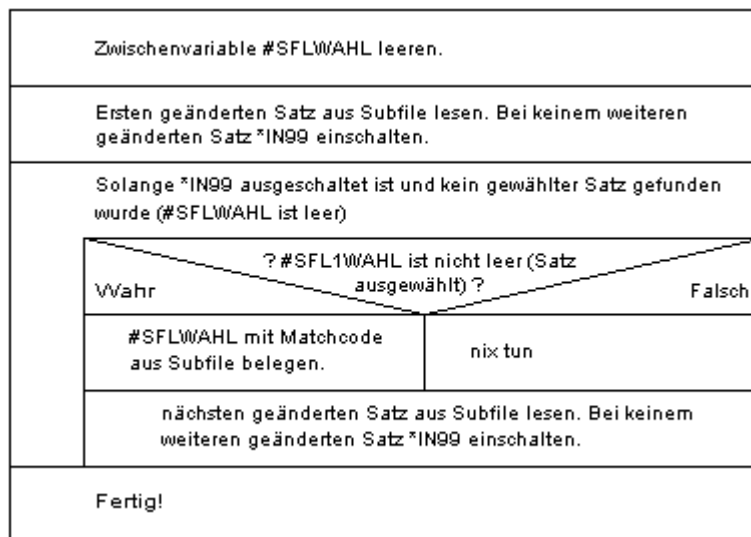 Zwischenvariable #SFLWAHL leeren.
Ersten geänderten Satz aus Subfile lesen. Bei keinem weiteren
geänderten Satz *IN99 einschalten.
Solange *IN99 ausgeschaltet ist und kein gewählter Satz gefunden
wurde (#SFLWAHL ist leer)
? #SFL1WAHL ist nicht leer (Satz
ausgewählt) ?
Wahr
Falsch
#SFLWAHL mit Matchcode
aus Subfile belegen.
nix tun
nächsten geänderten Satz aus Subfile lesen. Bei keinem
weiteren geänderten Satz *IN99 einschalten.
Fertig!